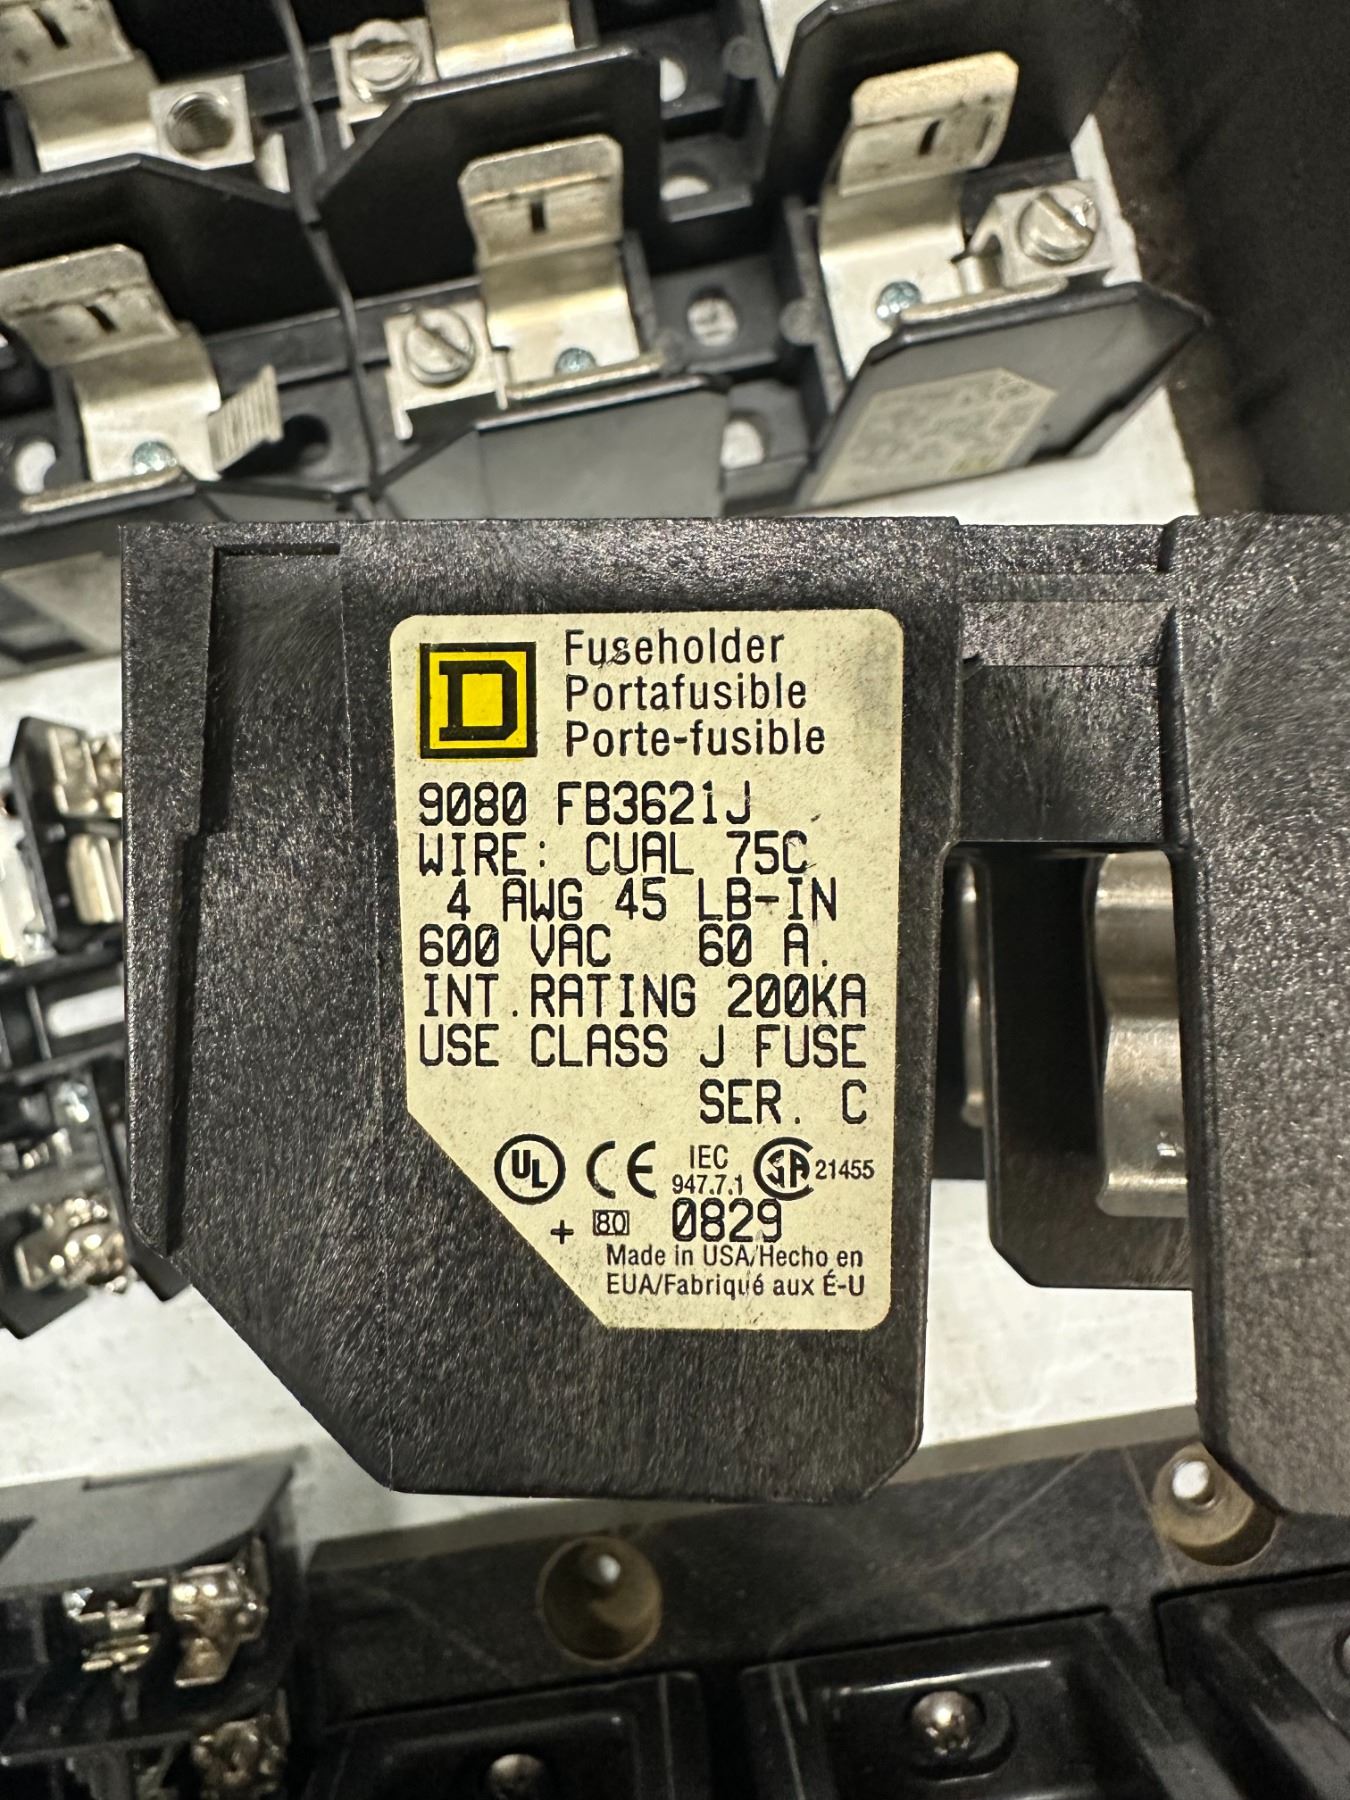 D
Fuseholder
Portafusible
Porte-fusible
9080 FB3621J
WIRE: CUAL 75C
4 AWG 45 LB-IN
600 VAC 60 A.
INT.RATING 200KA
USE CLASS J FUSE
SER. C
UL CE IEC 947.7.1 SA 21455
+ 80 0829
Made in USA/Hecho en
EUA/Fabriqué aux É-U